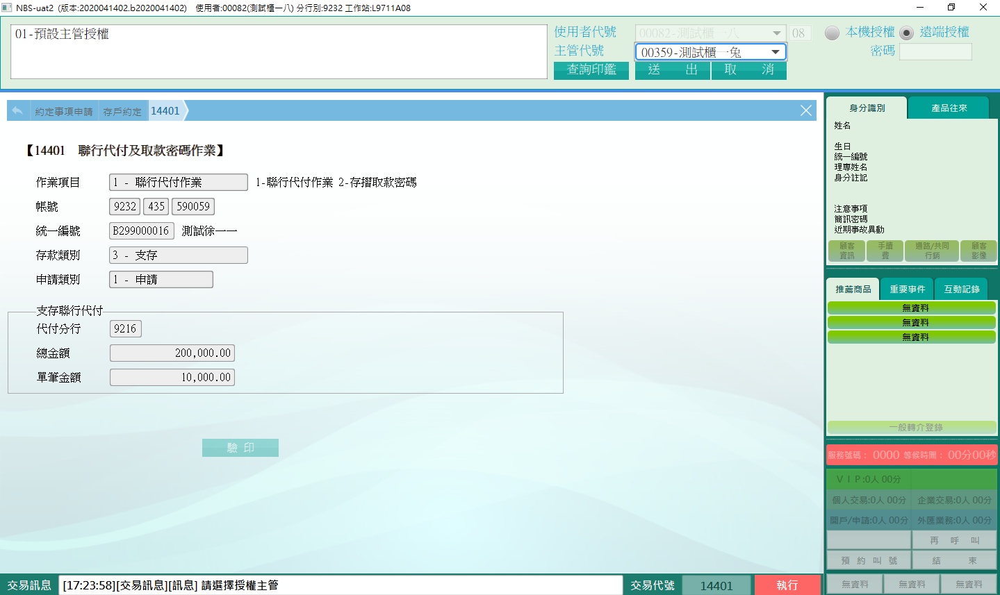 NBS-uat2 (版本:2020041402.b2020041402) 使用者:00082(測試櫃一八) 分行別:9232 工作站:L9711A08
01-預設主管授權
使用者代號 00082-測試櫃一八 08 本機授權 遠端授權
主管代號 00359-測試櫃一兔 密碼
查詢印鑑 送 出 取 消
約定事項申請 存戶約定 14401
【14401 聯行代付及取款密碼作業】
作業項目 1 - 聯行代付作業 1-聯行代付作業 2-存摺取款密碼
帳號 9232 435 590059
統一編號 B299000016 測試徐一一
存款類別 3 - 支存
申請類別 1 - 申請
支存聯行代付
代付分行 9216
總金額 200,000.00
單筆金額 10,000.00
驗 印
身分識別 產品往來
姓名
生日
統一編號
理專姓名
身分註記
注意事項
簡訊密碼
近期事故異動
顧客資訊 手續費 通路/共同行銷 顧客影像
推薦商品 重要事件 互動記錄
無資料
無資料
無資料
一般轉介登錄
服務號碼: 0000 等候時間: 00分00秒
VIP:0人 00分
個人交易:0人 00分 企業交易:0人 00分
開戶/申請:0人 00分 外匯業務:0人 00分
再 呼 叫
預 約 叫 號 結 束
無資料 無資料 無資料
交易訊息 [17:23:58][交易訊息][訊息] 請選擇授權主管 交易代號 14401 執行